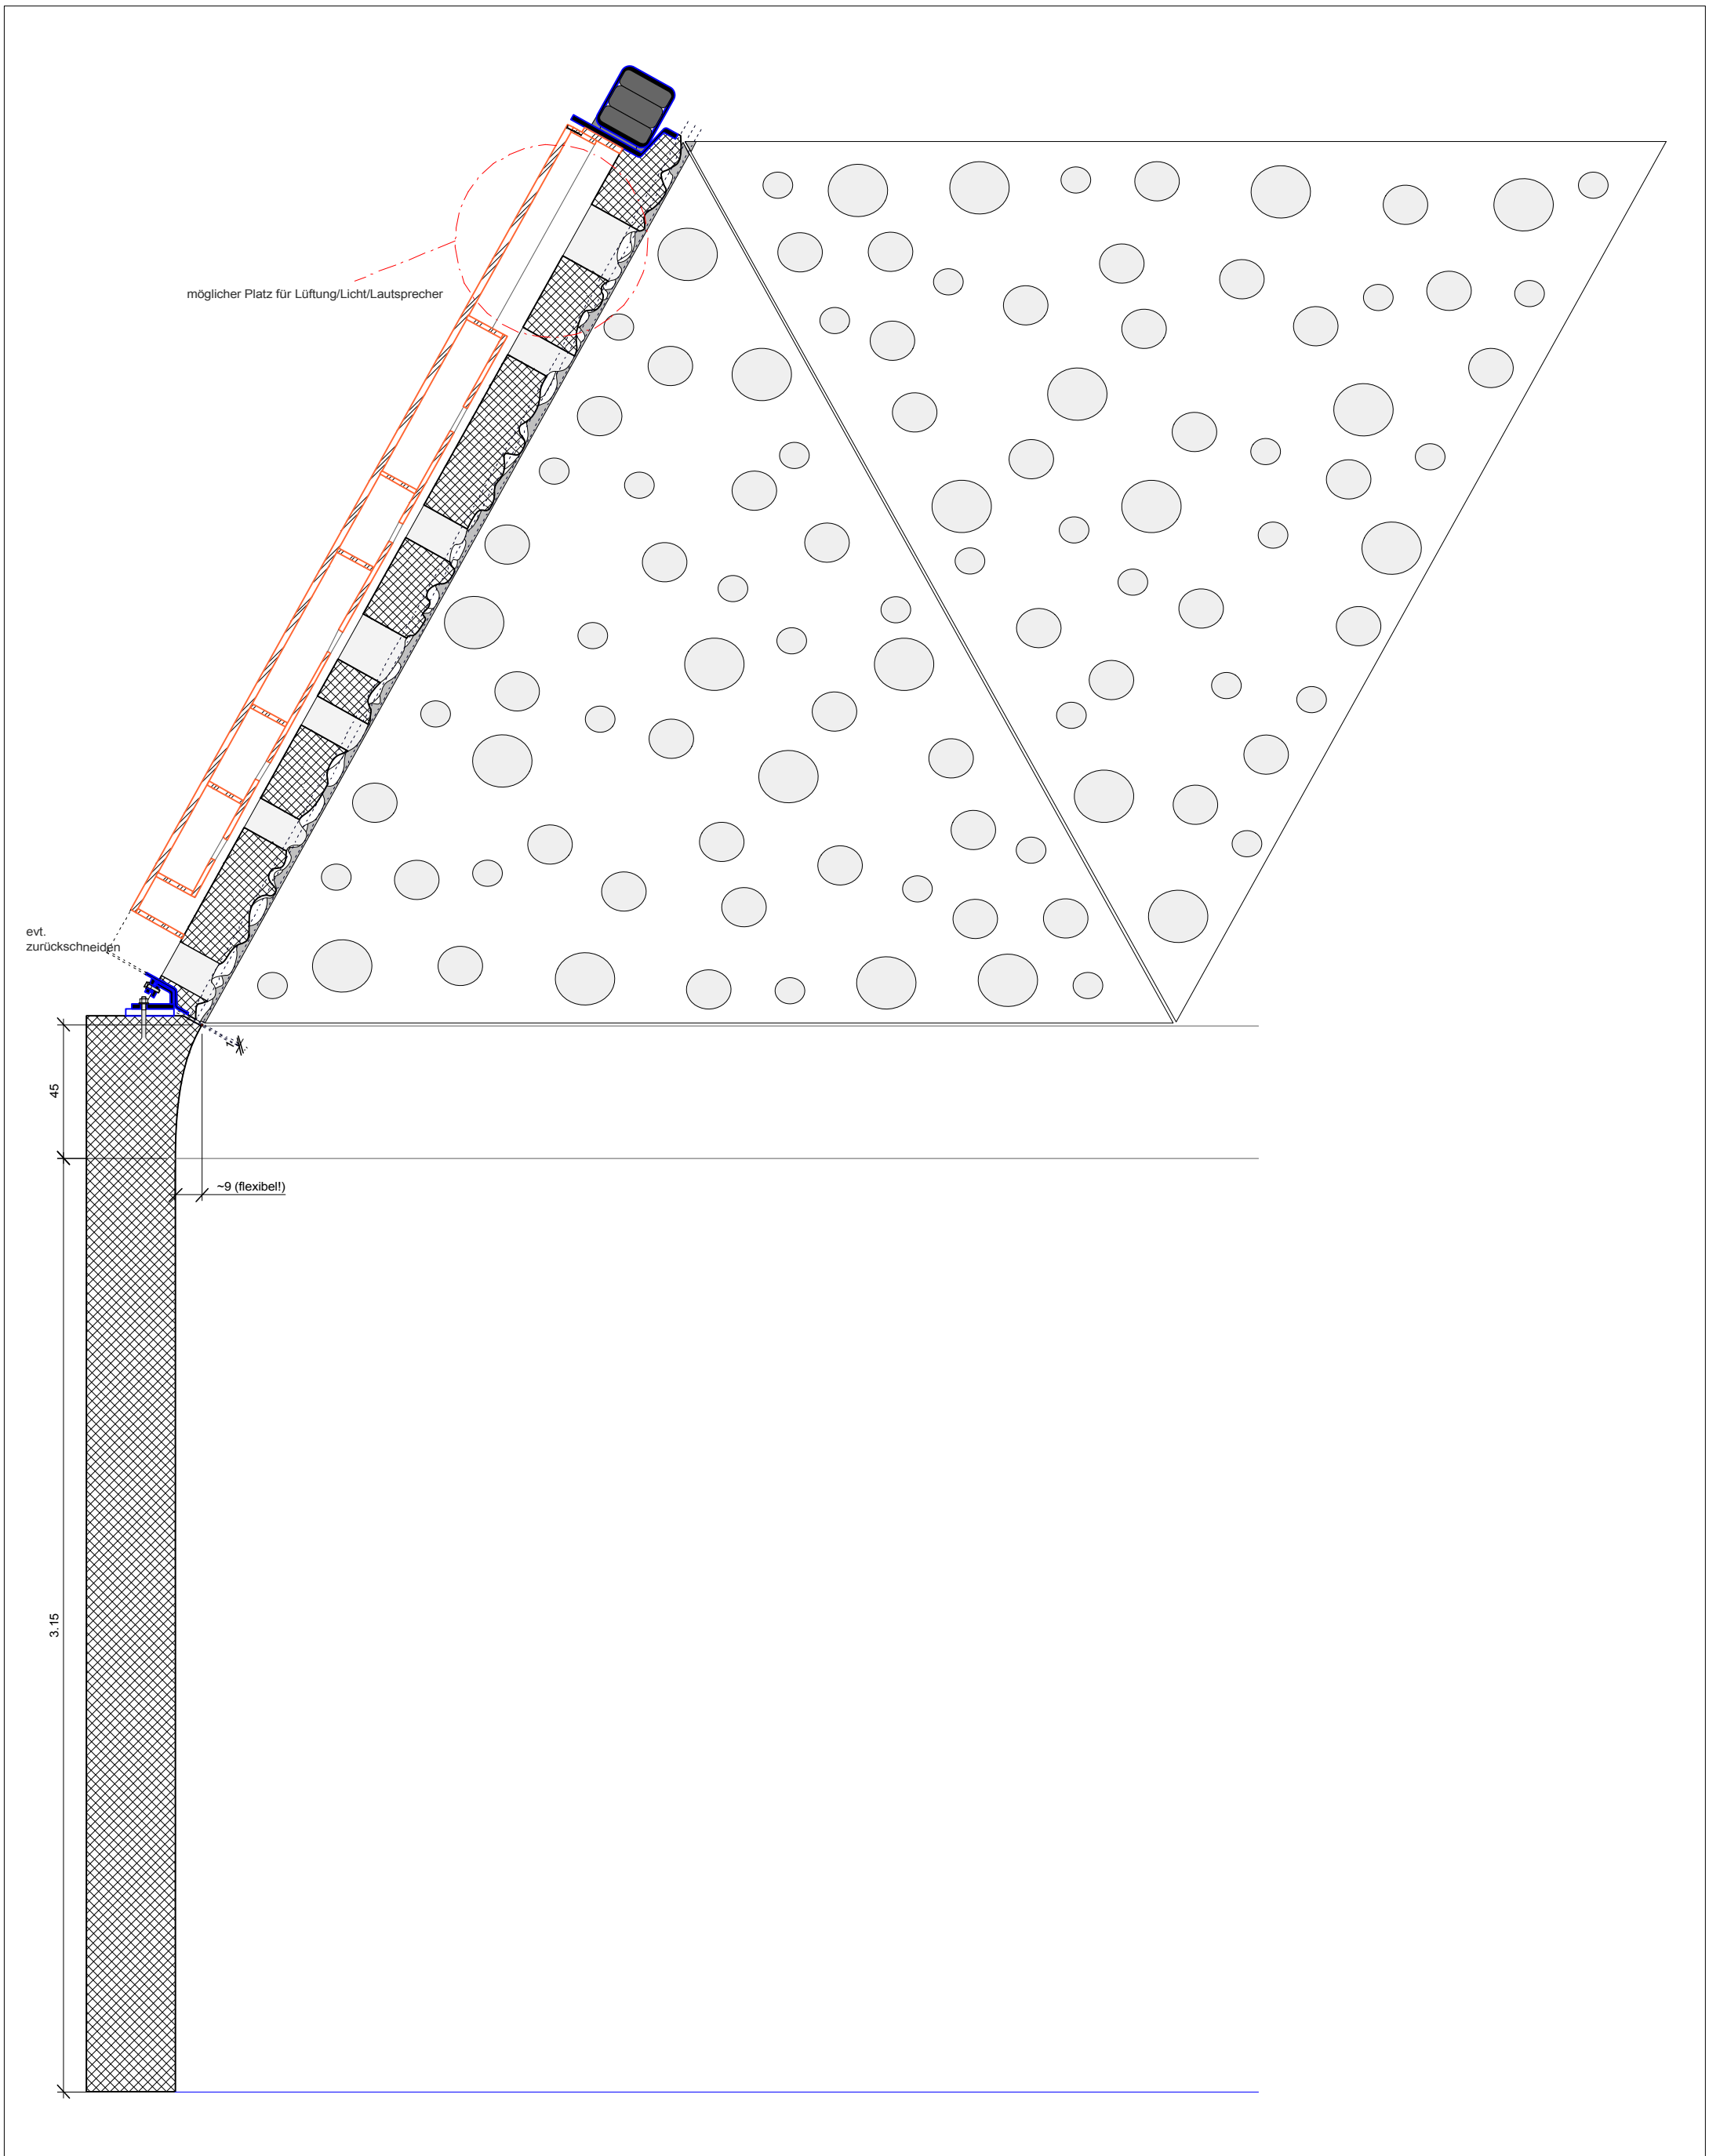 möglicher Platz für Lüftung/Licht/Lautsprecher
evt.
zurückschneiden
45
~9 (flexibel!)
3.15